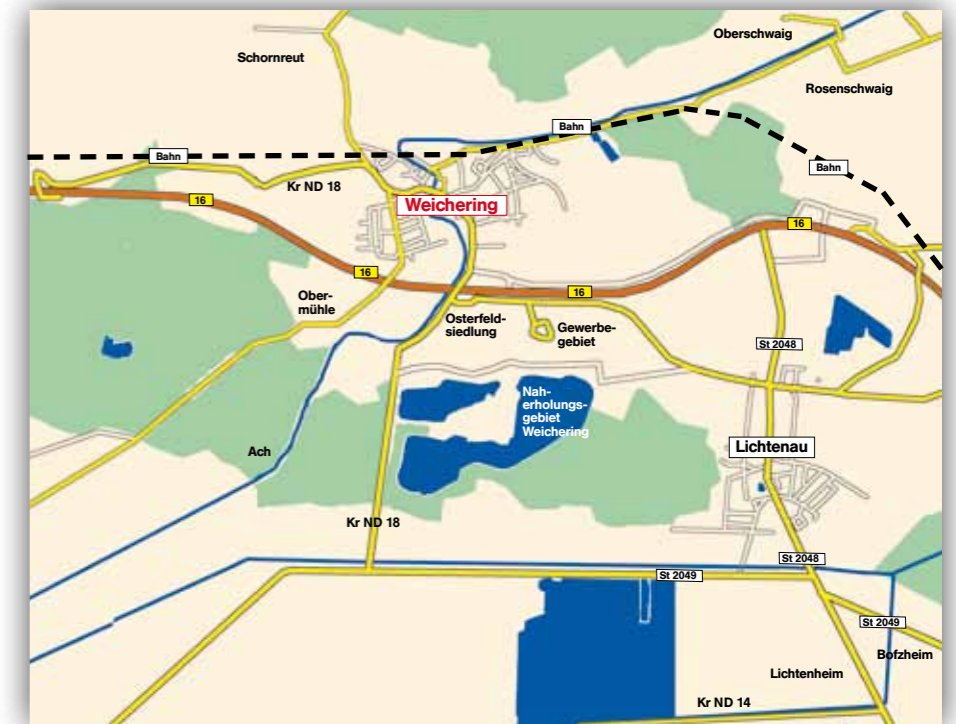 Oberschwaig
Schornreut
Rosenschwaig
Bahn
Bahn
Bahn
Kr ND 18
16
Weichering
16
16
16
Ober-
mühle
Osterfeld-
siedlung
Gewerbe-
gebiet
St 2048
Nah-
erholungs-
gebiet
Weichering
Lichtenau
Ach
Kr ND 18
St 2048
St 2049
St 2049
Bofzheim
Lichtenheim
Kr ND 14